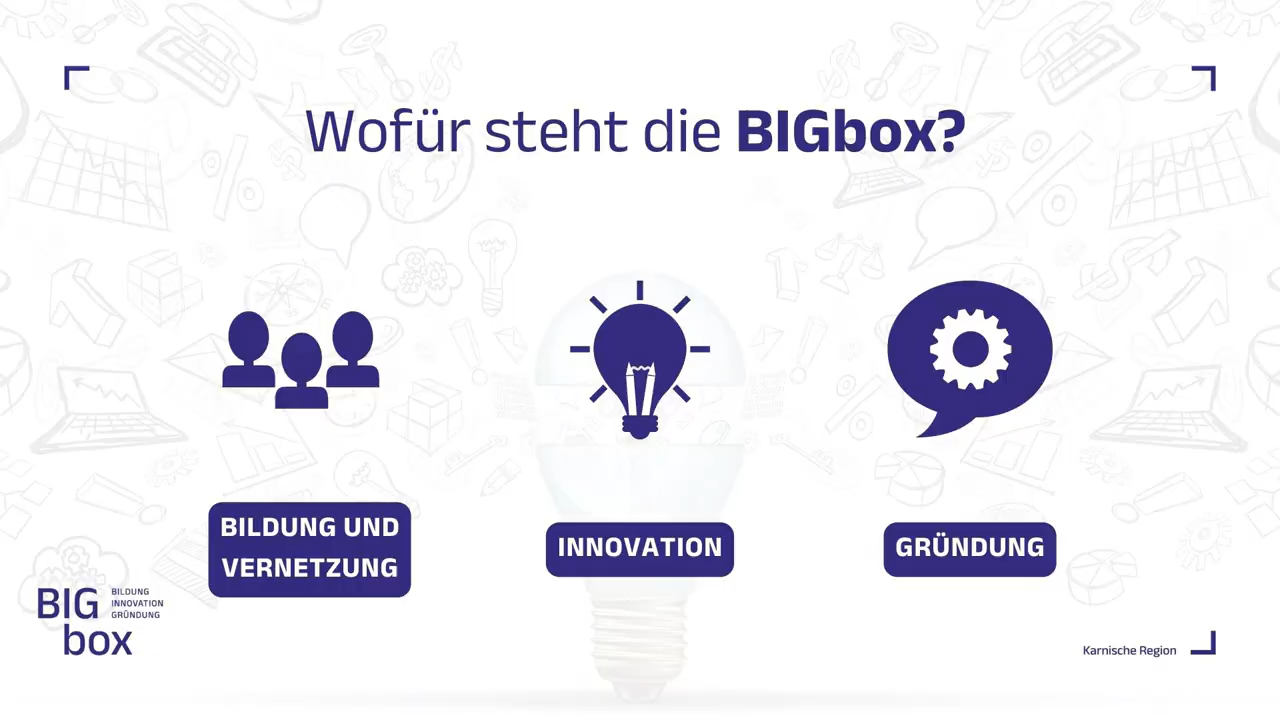 Wofür steht die BIGbox?
BILDUNG UND
VERNETZUNG
INNOVATION
GRÜNDUNG
BIG
box
BILDUNG
INNOVATION
GRÜNDUNG
Karnische Region